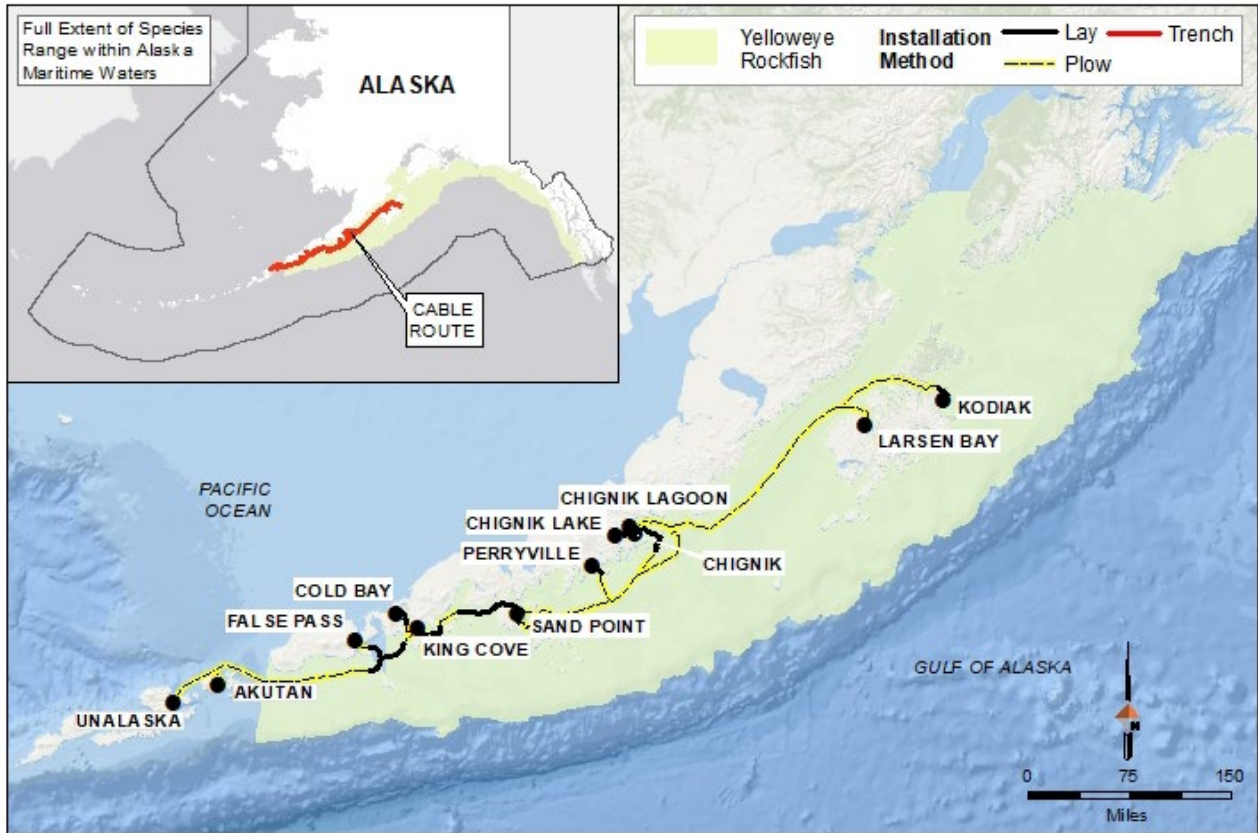 Full Extent of Species
Range within Alaska
Maritime Waters
ALASKA
CABLE
ROUTE
Yelloweye
Rockfish
Installation
Method
Lay
Trench
Plow
PACIFIC
OCEAN
KODIAK
LARSEN BAY
CHIGNIK LAGOON
CHIGNIK LAKE
PERRYVILLE
CHIGNIK
COLD BAY
FALSE PASS
SAND POINT
KING COVE
AKUTAN
UNALASKA
GULF OF ALASKA
N
0 75 150
Miles